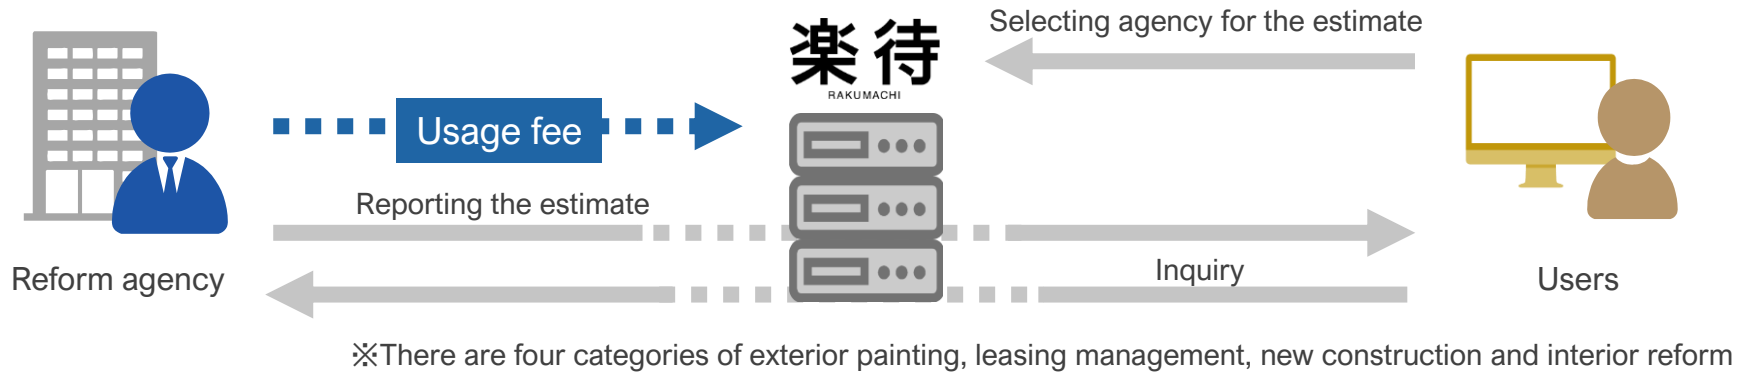 Selecting agency for the estimate
楽待
RAKUMACHI
Usage fee
Reporting the estimate
Inquiry
Reform agency
Users
※There are four categories of exterior painting, leasing management, new construction and interior reform